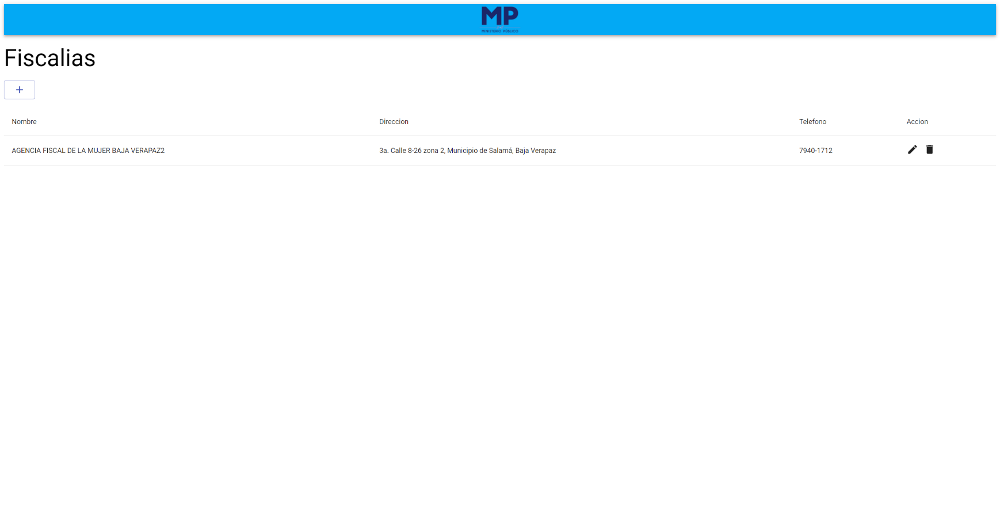 MP
MINISTERIO PÚBLICO
Fiscalias
+
Nombre Direccion Telefono Accion
AGENCIA FISCAL DE LA MUJER BAJA VERAPAZ2 3a. Calle 8-26 zona 2, Municipio de Salamá, Baja Verapaz 7940-1712